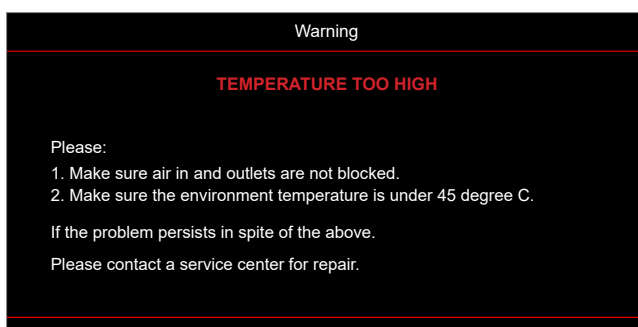 Warning
TEMPERATURE TOO HIGH
Please:
1. Make sure air in and outlets are not blocked.
2. Make sure the environment temperature is under 45 degree C.
If the problem persists in spite of the above.
Please contact a service center for repair.